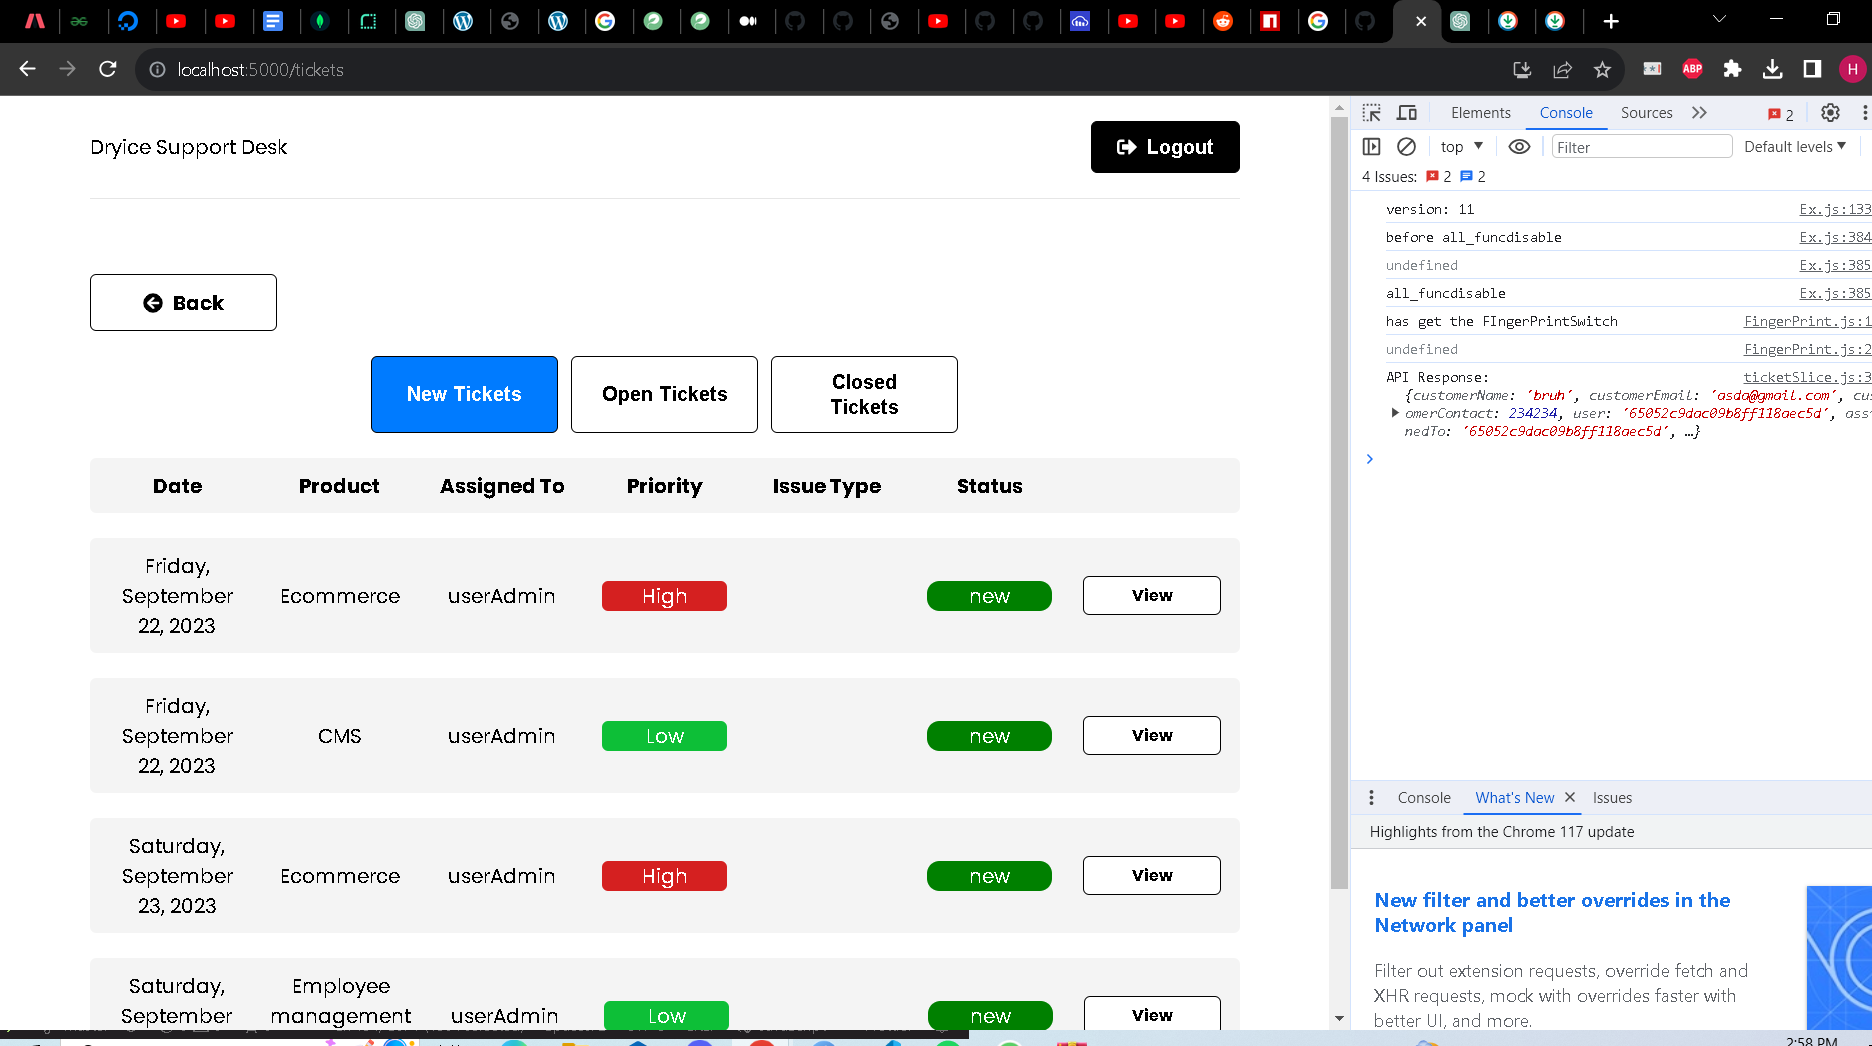 localhost:5000/tickets
ABP
H
Dryice Support Desk
Logout
Back
New Tickets
Open Tickets
Closed
Tickets
Date Product Assigned To Priority Issue Type Status
Friday,
September
22, 2023
Ecommerce userAdmin High new View
Friday,
September
22, 2023
CMS userAdmin Low new View
Saturday,
September
23, 2023
Ecommerce userAdmin High new View
Saturday,
September
Employee
management
userAdmin Low new View
Elements Console Sources 2
top Filter Default levels
4 Issues: 2 2
version: 11 Ex.js:133
before all_funcdisable Ex.js:384
undefined Ex.js:385
all_funcdisable Ex.js:385
has get the FIngerPrintSwitch FingerPrint.js:1
undefined FingerPrint.js:2
API Response: ticketSlice.js:3
{customerName: 'bruh', customerEmail: 'asda@gmail.com', cus
omerContact: 234234, user: '65052c9dac09b8ff118aec5d', ass
nedTo: '65052c9dac09b8ff118aec5d', …}
Console What's New Issues
Highlights from the Chrome 117 update
New filter and better overrides in the
Network panel
Filter out extension requests, override fetch and
XHR requests, mock with overrides faster with
better UI, and more.
2:58 PM